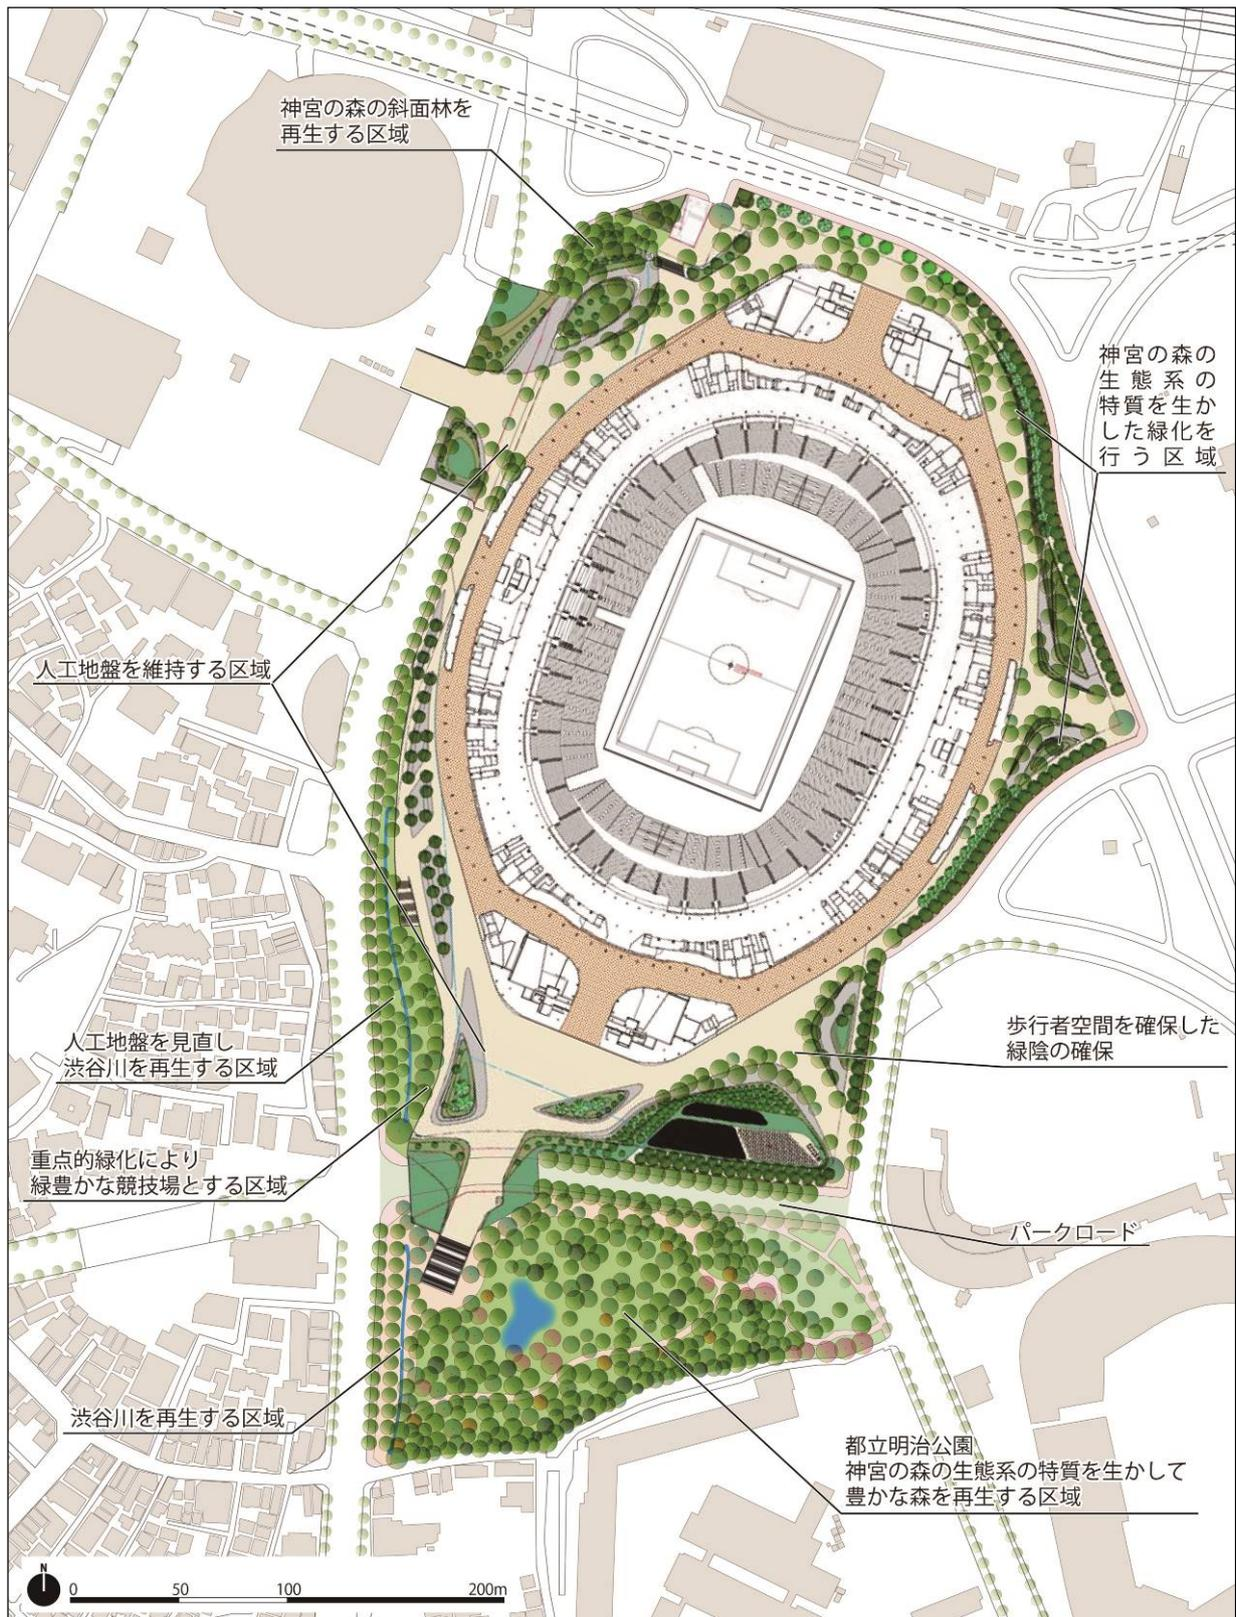 神宮の森の斜面林を
再生する区域
神宮の森の
生態系の
特質を生か
した緑化を
行う区域
人工地盤を維持する区域
人工地盤を見直し
渋谷川を再生する区域
歩行者空間を確保した
緑陰の確保
重点的緑化により
緑豊かな競技場とする区域
パークロード
渋谷川を再生する区域
都立明治公園
神宮の森の生態系の特質を生かして
豊かな森を再生する区域
N
0 50 100 200m